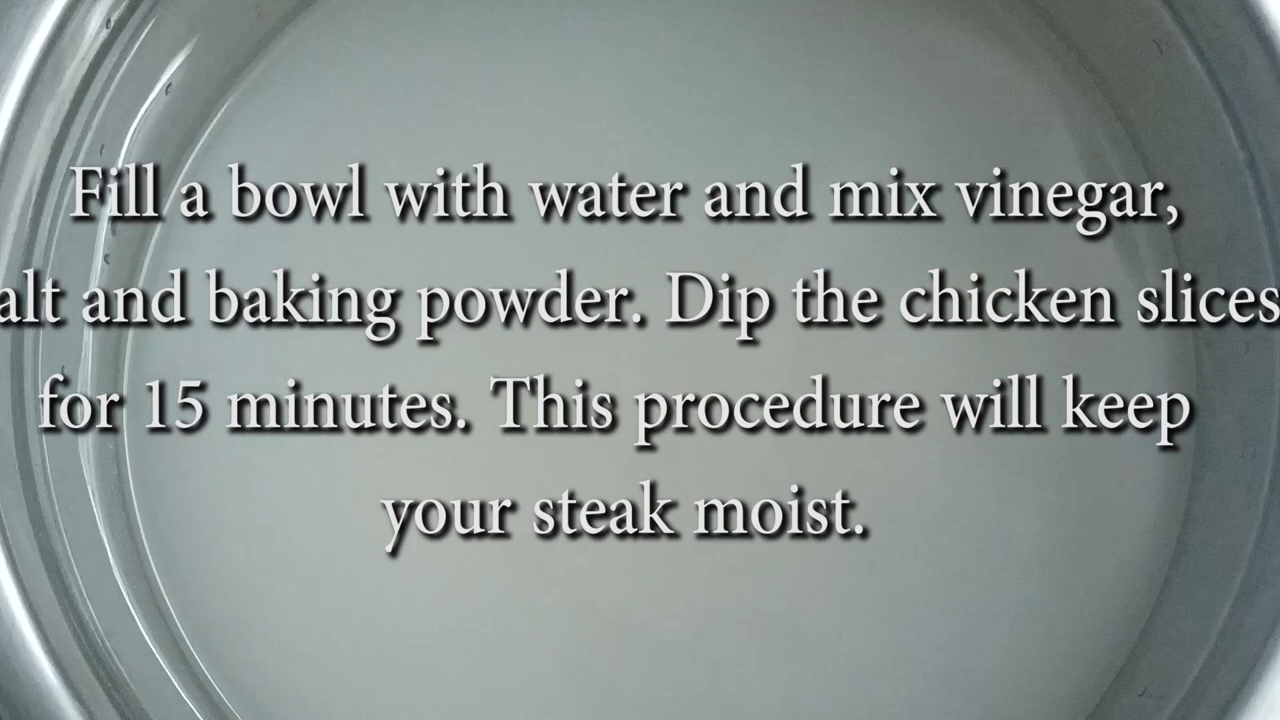 Fill a bowl with water and mix vinegar,
alt and baking powder. Dip the chicken slices
for 15 minutes. This procedure will keep
your steak moist.